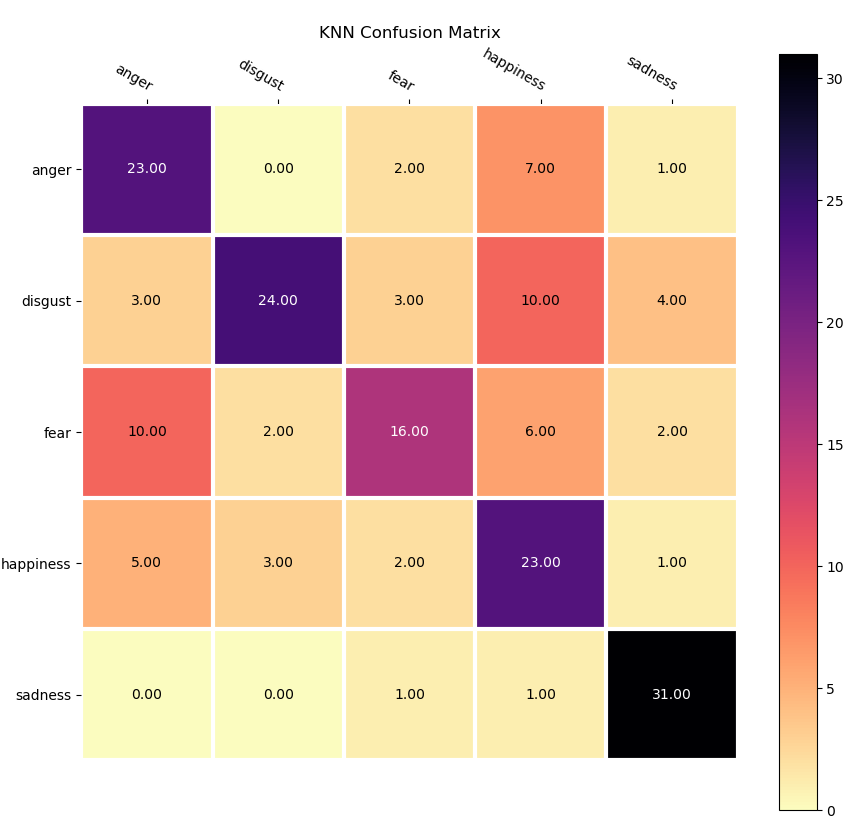 KNN Confusion Matrix
anger disgust fear happiness sadness
anger 23.00 0.00 2.00 7.00 1.00
disgust 3.00 24.00 3.00 10.00 4.00
fear 10.00 2.00 16.00 6.00 2.00
happiness 5.00 3.00 2.00 23.00 1.00
sadness 0.00 0.00 1.00 1.00 31.00
30
25
20
15
10
5
0